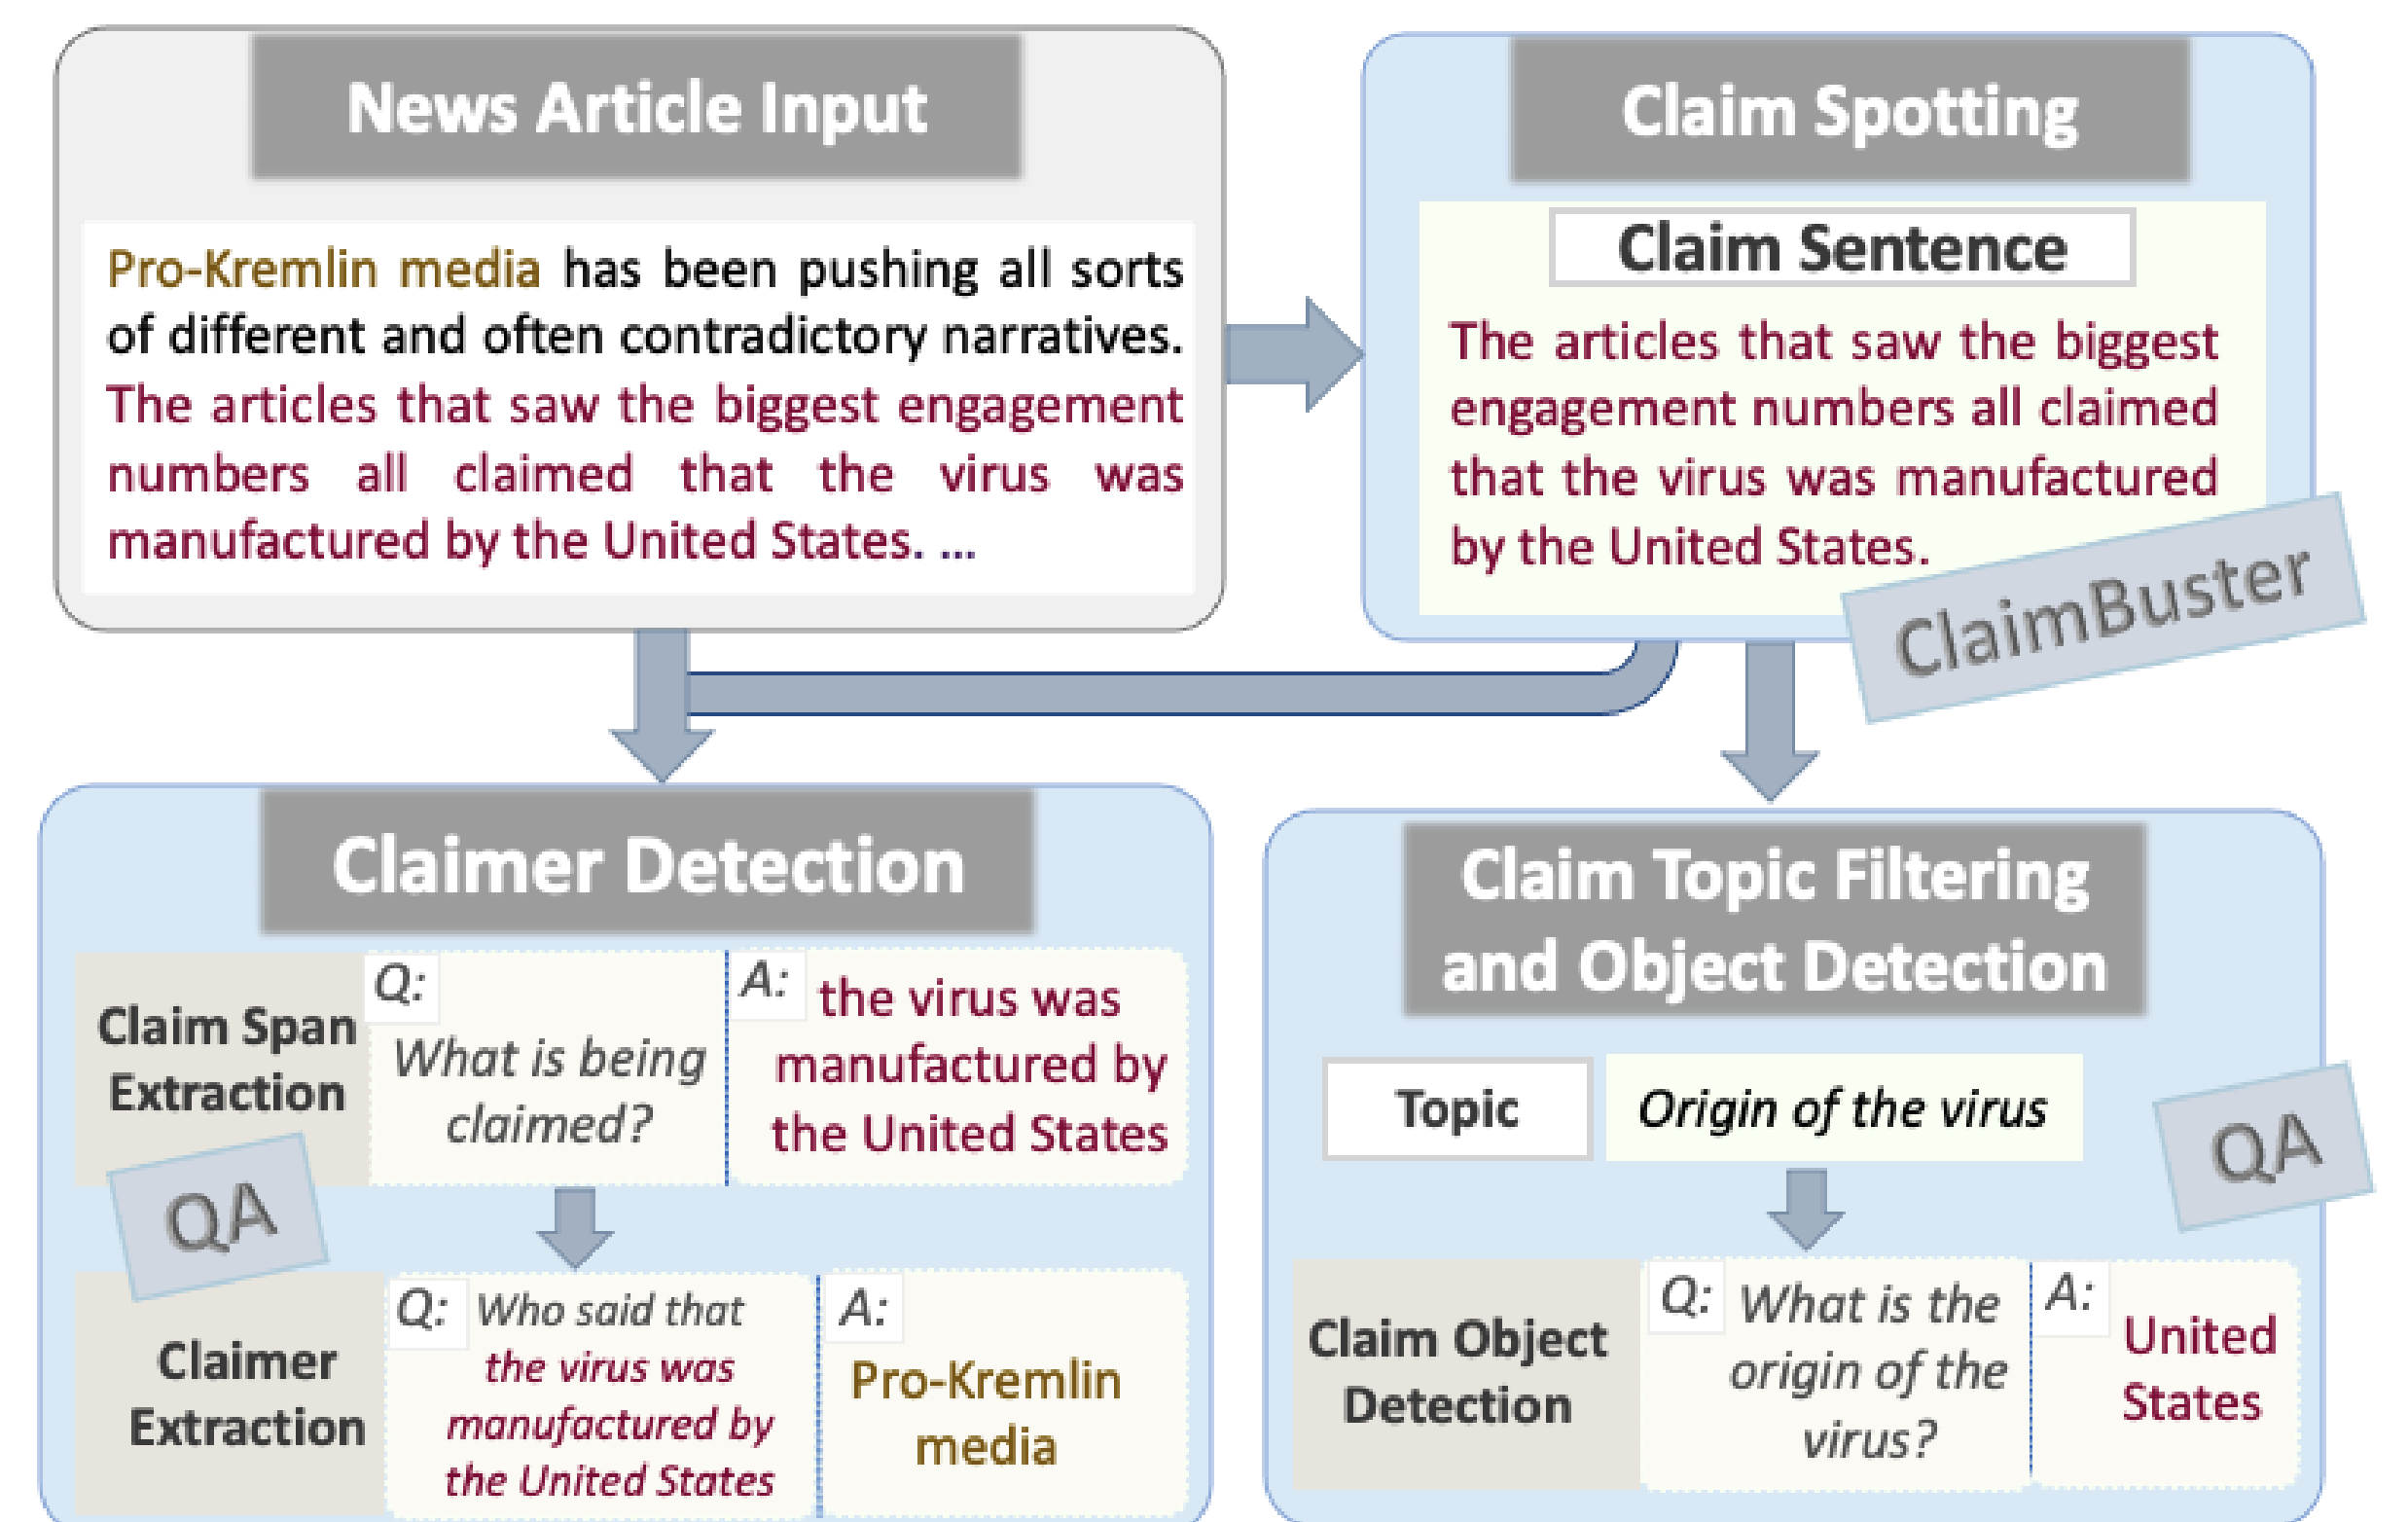 News Article Input
Pro-Kremlin media has been pushing all sorts
of different and often contradictory narratives.
The articles that saw the biggest engagement
numbers all claimed that the virus was
manufactured by the United States. ...
Claim Spotting
Claim Sentence
The articles that saw the biggest
engagement numbers all claimed
that the virus was manufactured
by the United States.
ClaimBuster
Claimer Detection
Claim Span
Extraction
Q:
What is being
claimed?
A:
the virus was
manufactured by
the United States
QA
Claimer
Extraction
Q: Who said that
the virus was
manufactured by
the United States
A:
Pro-Kremlin
media
Claim Topic Filtering
and Object Detection
Topic
Origin of the virus
QA
Claim Object
Detection
Q: What is the
origin of the
virus?
A:
United
States